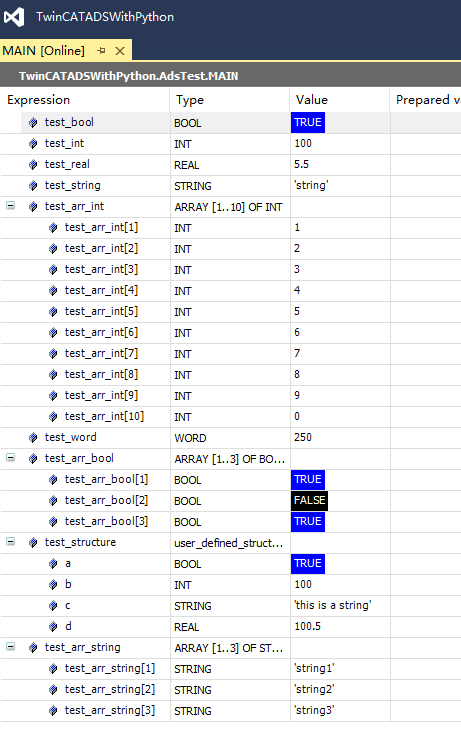 TwinCATADSWithPython
MAIN [Online]
TwinCATADSWithPython.AdsTest.MAIN
Expression Type Value Prepared v
test_bool BOOL TRUE
test_int INT 100
test_real REAL 5.5
test_string STRING 'string'
test_arr_int ARRAY [1..10] OF INT
test_arr_int[1] INT 1
test_arr_int[2] INT 2
test_arr_int[3] INT 3
test_arr_int[4] INT 4
test_arr_int[5] INT 5
test_arr_int[6] INT 6
test_arr_int[7] INT 7
test_arr_int[8] INT 8
test_arr_int[9] INT 9
test_arr_int[10] INT 0
test_word WORD 250
test_arr_bool ARRAY [1..3] OF BO...
test_arr_bool[1] BOOL TRUE
test_arr_bool[2] BOOL FALSE
test_arr_bool[3] BOOL TRUE
test_structure user_defined_struct...
a BOOL TRUE
b INT 100
c STRING 'this is a string'
d REAL 100.5
test_arr_string ARRAY [1..3] OF ST...
test_arr_string[1] STRING 'string1'
test_arr_string[2] STRING 'string2'
test_arr_string[3] STRING 'string3'